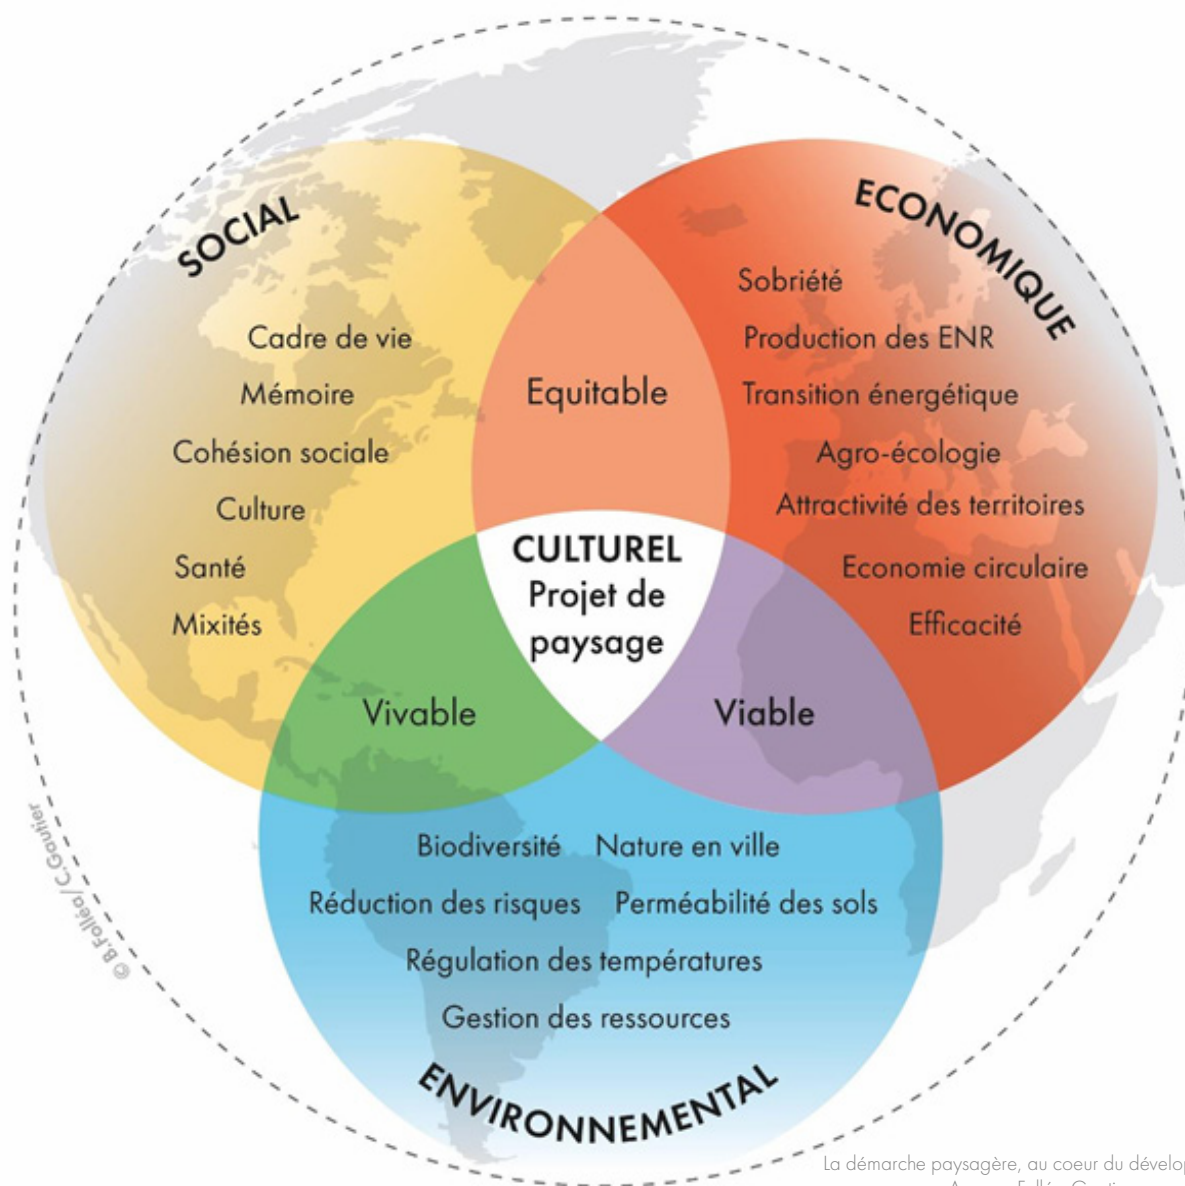 SOCIAL
Cadre de vie
Mémoire
Cohésion sociale
Culture
Santé
Mixités
ECONOMIQUE
Sobriété
Production des ENR
Transition énergétique
Agro-écologie
Attractivité des territoires
Economie circulaire
Efficacité
Equitable
CULTUREL
Projet de
paysage
Vivable
Viable
Biodiversité Nature en ville
Réduction des risques Perméabilité des sols
Régulation des températures
Gestion des ressources
ENVIRONNEMENTAL
© B.Folléa/C.Gautier
La démarche paysagère, au coeur du dévelop